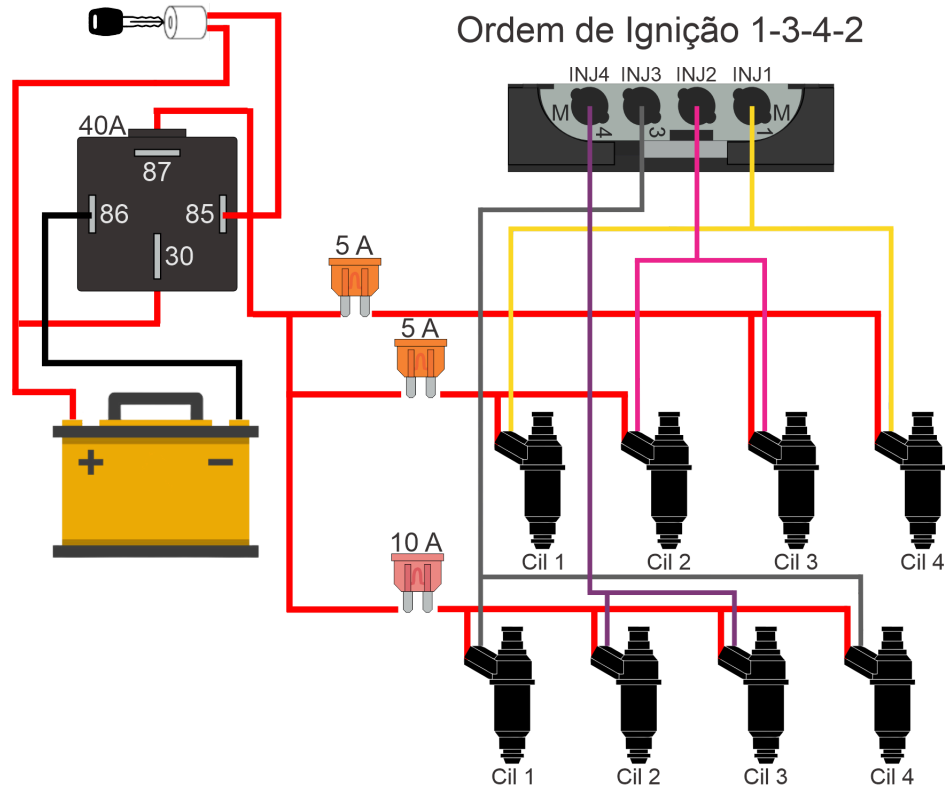 Ordem de Ignição 1-3-4-2
INJ4 INJ3 INJ2 INJ1
M M
4 3 1
40A
87
86 85
30
5 A
5 A
+ −
10 A
Cil 1 Cil 2 Cil 3 Cil 4
Cil 1 Cil 2 Cil 3 Cil 4